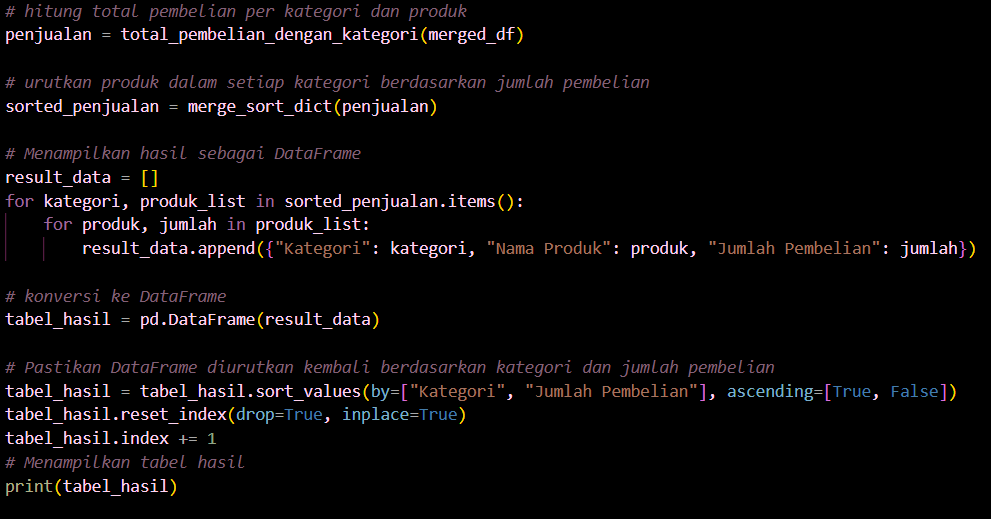 # hitung total pembelian per kategori dan produk
penjualan = total_pembelian_dengan_kategori(merged_df)
# urutkan produk dalam setiap kategori berdasarkan jumlah pembelian
sorted_penjualan = merge_sort_dict(penjualan)
# Menampilkan hasil sebagai DataFrame
result_data = []
for kategori, produk_list in sorted_penjualan.items():
    for produk, jumlah in produk_list:
        result_data.append({"Kategori": kategori, "Nama Produk": produk, "Jumlah Pembelian": jumlah})
# konversi ke DataFrame
tabel_hasil = pd.DataFrame(result_data)
# Pastikan DataFrame diurutkan kembali berdasarkan kategori dan jumlah pembelian
tabel_hasil = tabel_hasil.sort_values(by=["Kategori", "Jumlah Pembelian"], ascending=[True, False])
tabel_hasil.reset_index(drop=True, inplace=True)
tabel_hasil.index += 1
# Menampilkan tabel hasil
print(tabel_hasil)